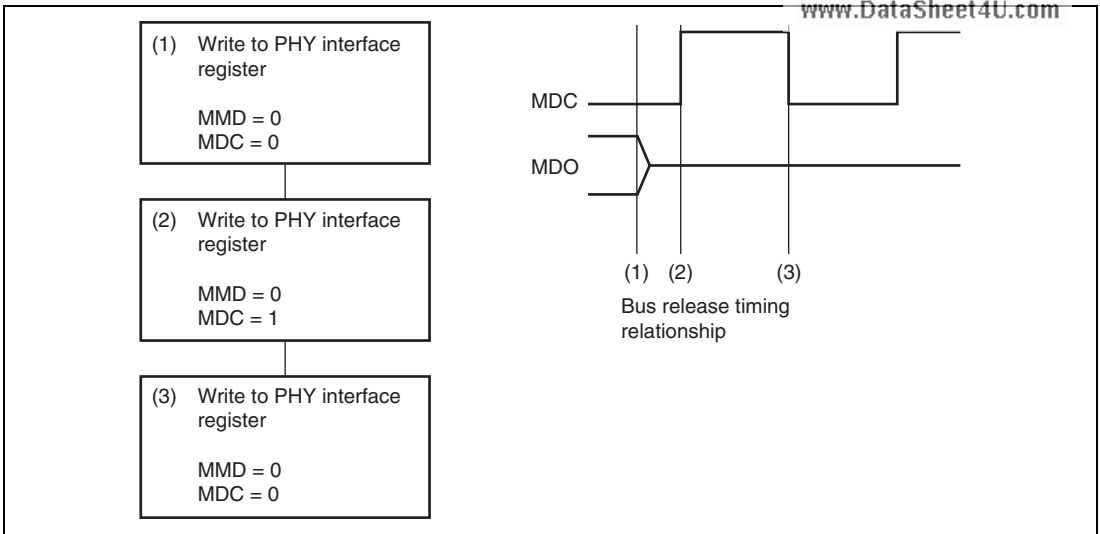 www.DataSheet4U.com
(1) Write to PHY interface
register
MMD = 0
MDC = 0
(2) Write to PHY interface
register
MMD = 0
MDC = 1
(3) Write to PHY interface
register
MMD = 0
MDC = 0
MDC
MDO
(1) (2) (3)
Bus release timing
relationship